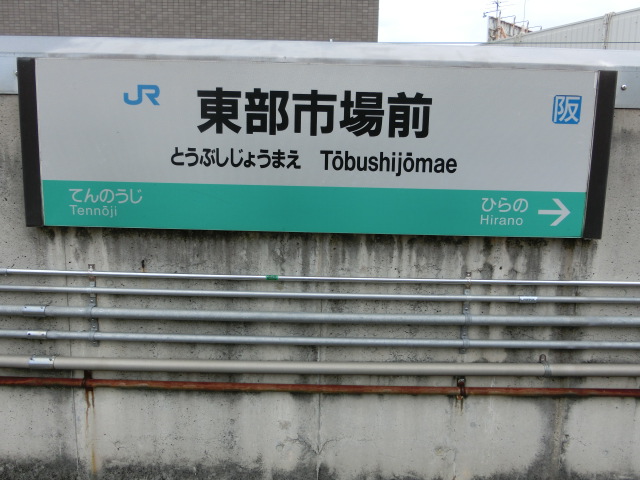 JR
東部市場前
阪
とうぶしじょうまえ Tōbushijōmae
てんのうじ
Tennōji
ひらの
Hirano